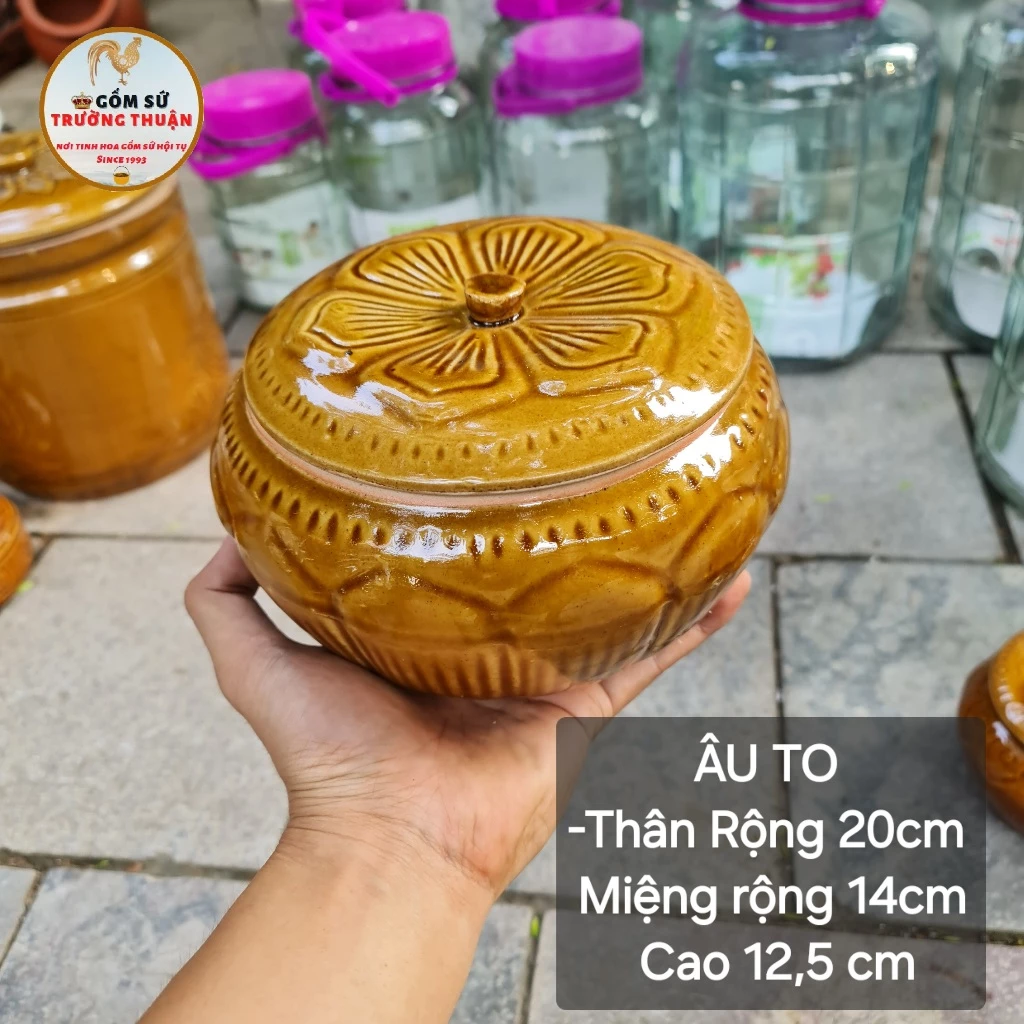 GỐM SỨ
TRƯỜNG THUẬN
NƠI TINH HOA GỐM SỨ HỘI TỤ
SINCE 1993
ÂU TO
-Thân Rộng 20cm
Miệng rộng 14cm
Cao 12,5 cm